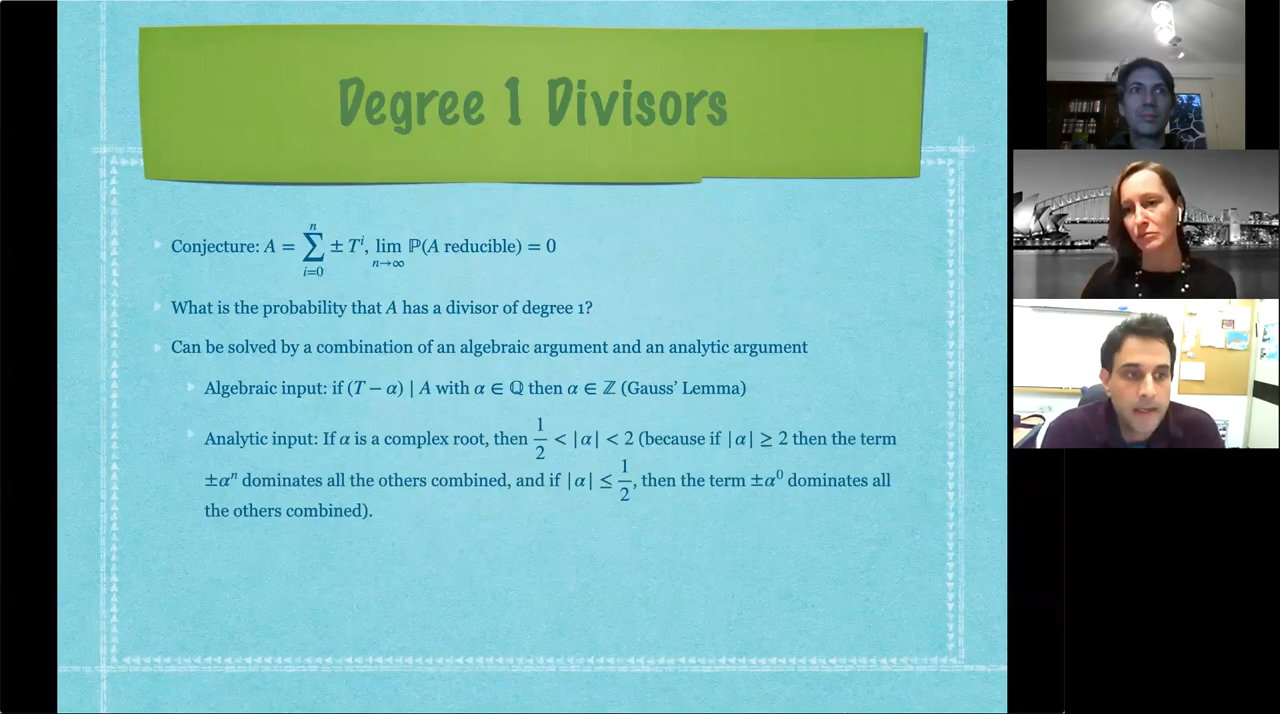 Degree 1 Divisors
Conjecture: A = ∑_{i=0}^{n} ± Tⁱ, lim_{n→∞} ℙ(A reducible) = 0
What is the probability that A has a divisor of degree 1?
Can be solved by a combination of an algebraic argument and an analytic argument
Algebraic input: if (T − α) | A with α ∈ ℚ then α ∈ ℤ (Gauss’ Lemma)
Analytic input: If α is a complex root, then 1/2 < |α| < 2 (because if |α| ≥ 2 then the term
±αⁿ dominates all the others combined, and if |α| ≤ 1/2, then the term ±α⁰ dominates all
the others combined).